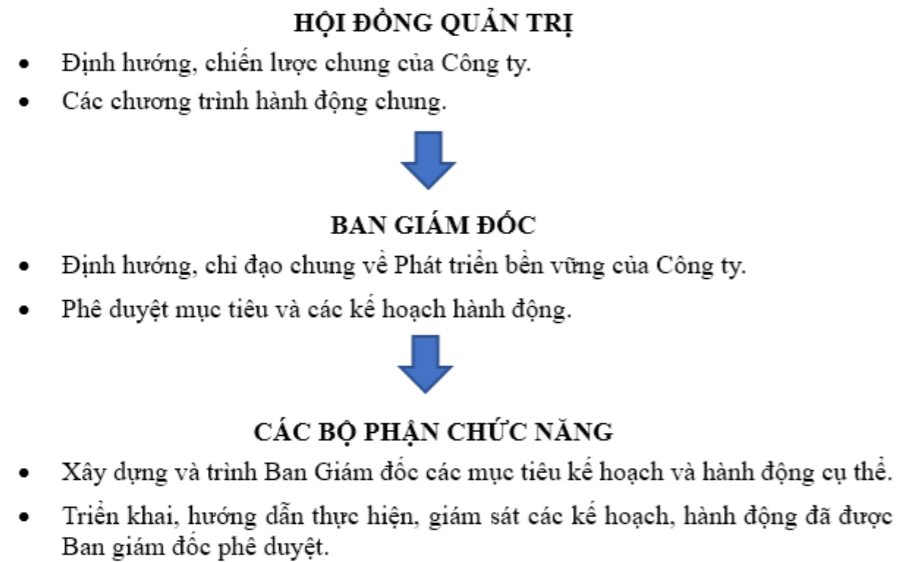 HỘI ĐỒNG QUẢN TRỊ
• Định hướng, chiến lược chung của Công ty.
• Các chương trình hành động chung.
BAN GIÁM ĐỐC
• Định hướng, chỉ đạo chung về Phát triển bền vững của Công ty.
• Phê duyệt mục tiêu và các kế hoạch hành động.
CÁC BỘ PHẬN CHỨC NĂNG
• Xây dựng và trình Ban Giám đốc các mục tiêu kế hoạch và hành động cụ thể.
• Triển khai, hướng dẫn thực hiện, giám sát các kế hoạch, hành động đã được
Ban giám đốc phê duyệt.